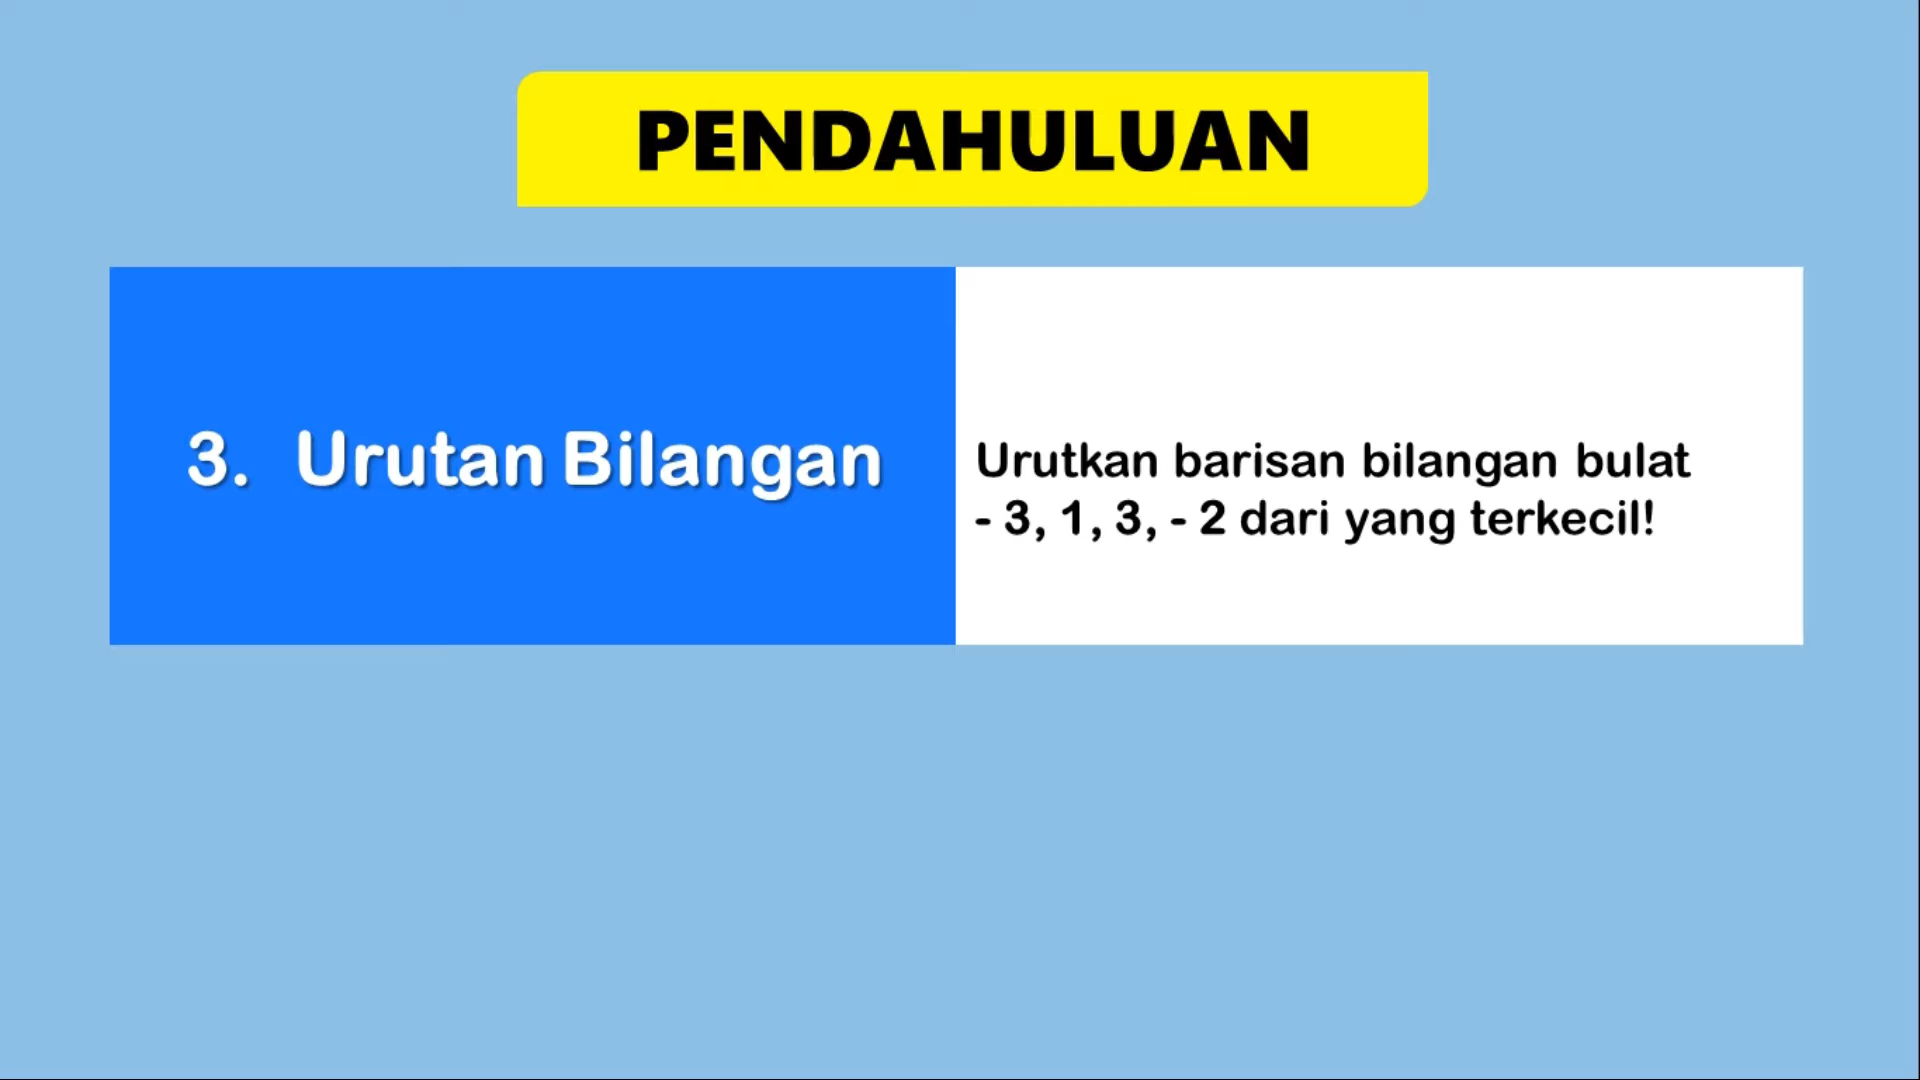 PENDAHULUAN
3. Urutan Bilangan
Urutkan barisan bilangan bulat
- 3, 1, 3, - 2 dari yang terkecil!